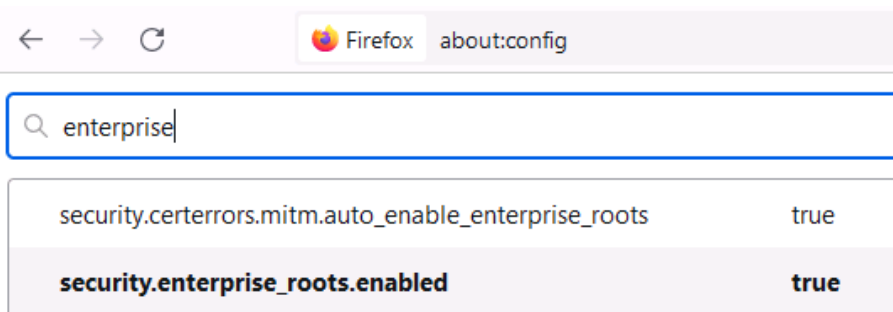 Firefox about:config
enterprise
security.certerrors.mitm.auto_enable_enterprise_roots true
security.enterprise_roots.enabled true